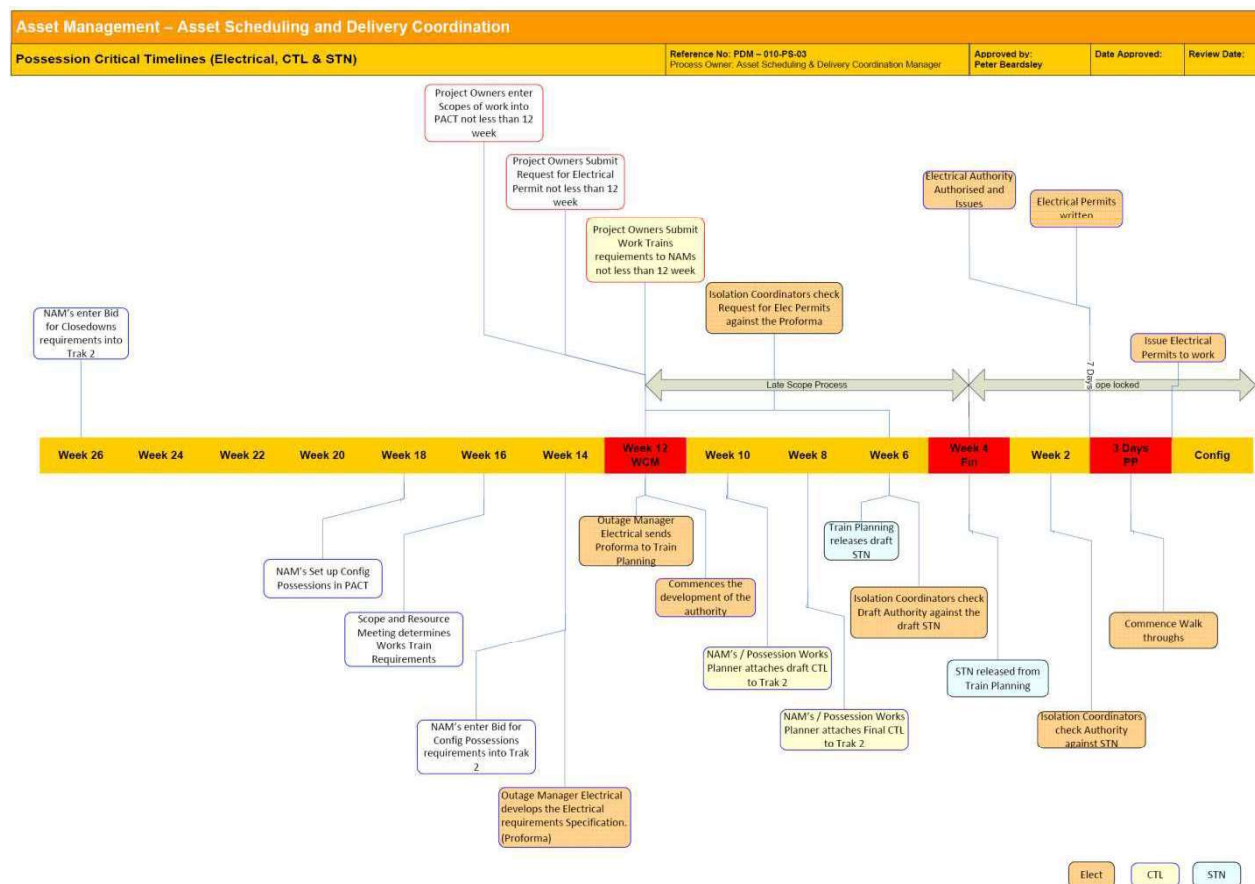 Asset Management – Asset Scheduling and Delivery Coordination
Possession Critical Timelines (Electrical, CTL & STN)
Reference No: PDM – 010-PS-03
Process Owner: Asset Scheduling & Delivery Coordination Manager
Approved by:
Peter Beardsley
Date Approved:
Review Date:
Project Owners enter
Scopes of work into
PACT not less than 12
week
Project Owners Submit
Request for Electrical
Permit not less than 12
week
Project Owners Submit
Work Trains
requiements to NAMs
not less than 12 week
Isolation Coordinators check
Request for Elec Permits
against the Proforma
Electrical Authority
Authorised and
Issues
Electrical Permits
written
NAM's enter Bid
for Closedowns
requirements into
Trak 2
Issue Electrical
Permits to work
7 Days
Late Scope Process
ope locked
Week 26
Week 24
Week 22
Week 20
Week 18
Week 16
Week 14
Week 12
WCM
Week 10
Week 8
Week 6
Week 4
Fin
Week 2
3 Days
PP
Config
NAM's Set up Config
Possessions in PACT
Scope and Resource
Meeting determines
Works Train
Requirements
NAM's enter Bid for
Config Possessions
requirements into Trak
2
Outage Manager Electrical
develops the Electrical
requirements Specification.
(Proforma)
Outage Manager
Electrical sends
Proforma to Train
Planning
Commences the
development of the
authority
NAM's / Possession Works
Planner attaches draft CTL
to Trak 2
NAM's / Possession Works
Planner attaches Final CTL
to Trak 2
Train Planning
releases draft
STN
Isolation Coordinators check
Draft Authority against the
draft STN
STN released from
Train Planning
Isolation Coordinators
check Authority
against STN
Commence Walk
throughs
Elect
CTL
STN